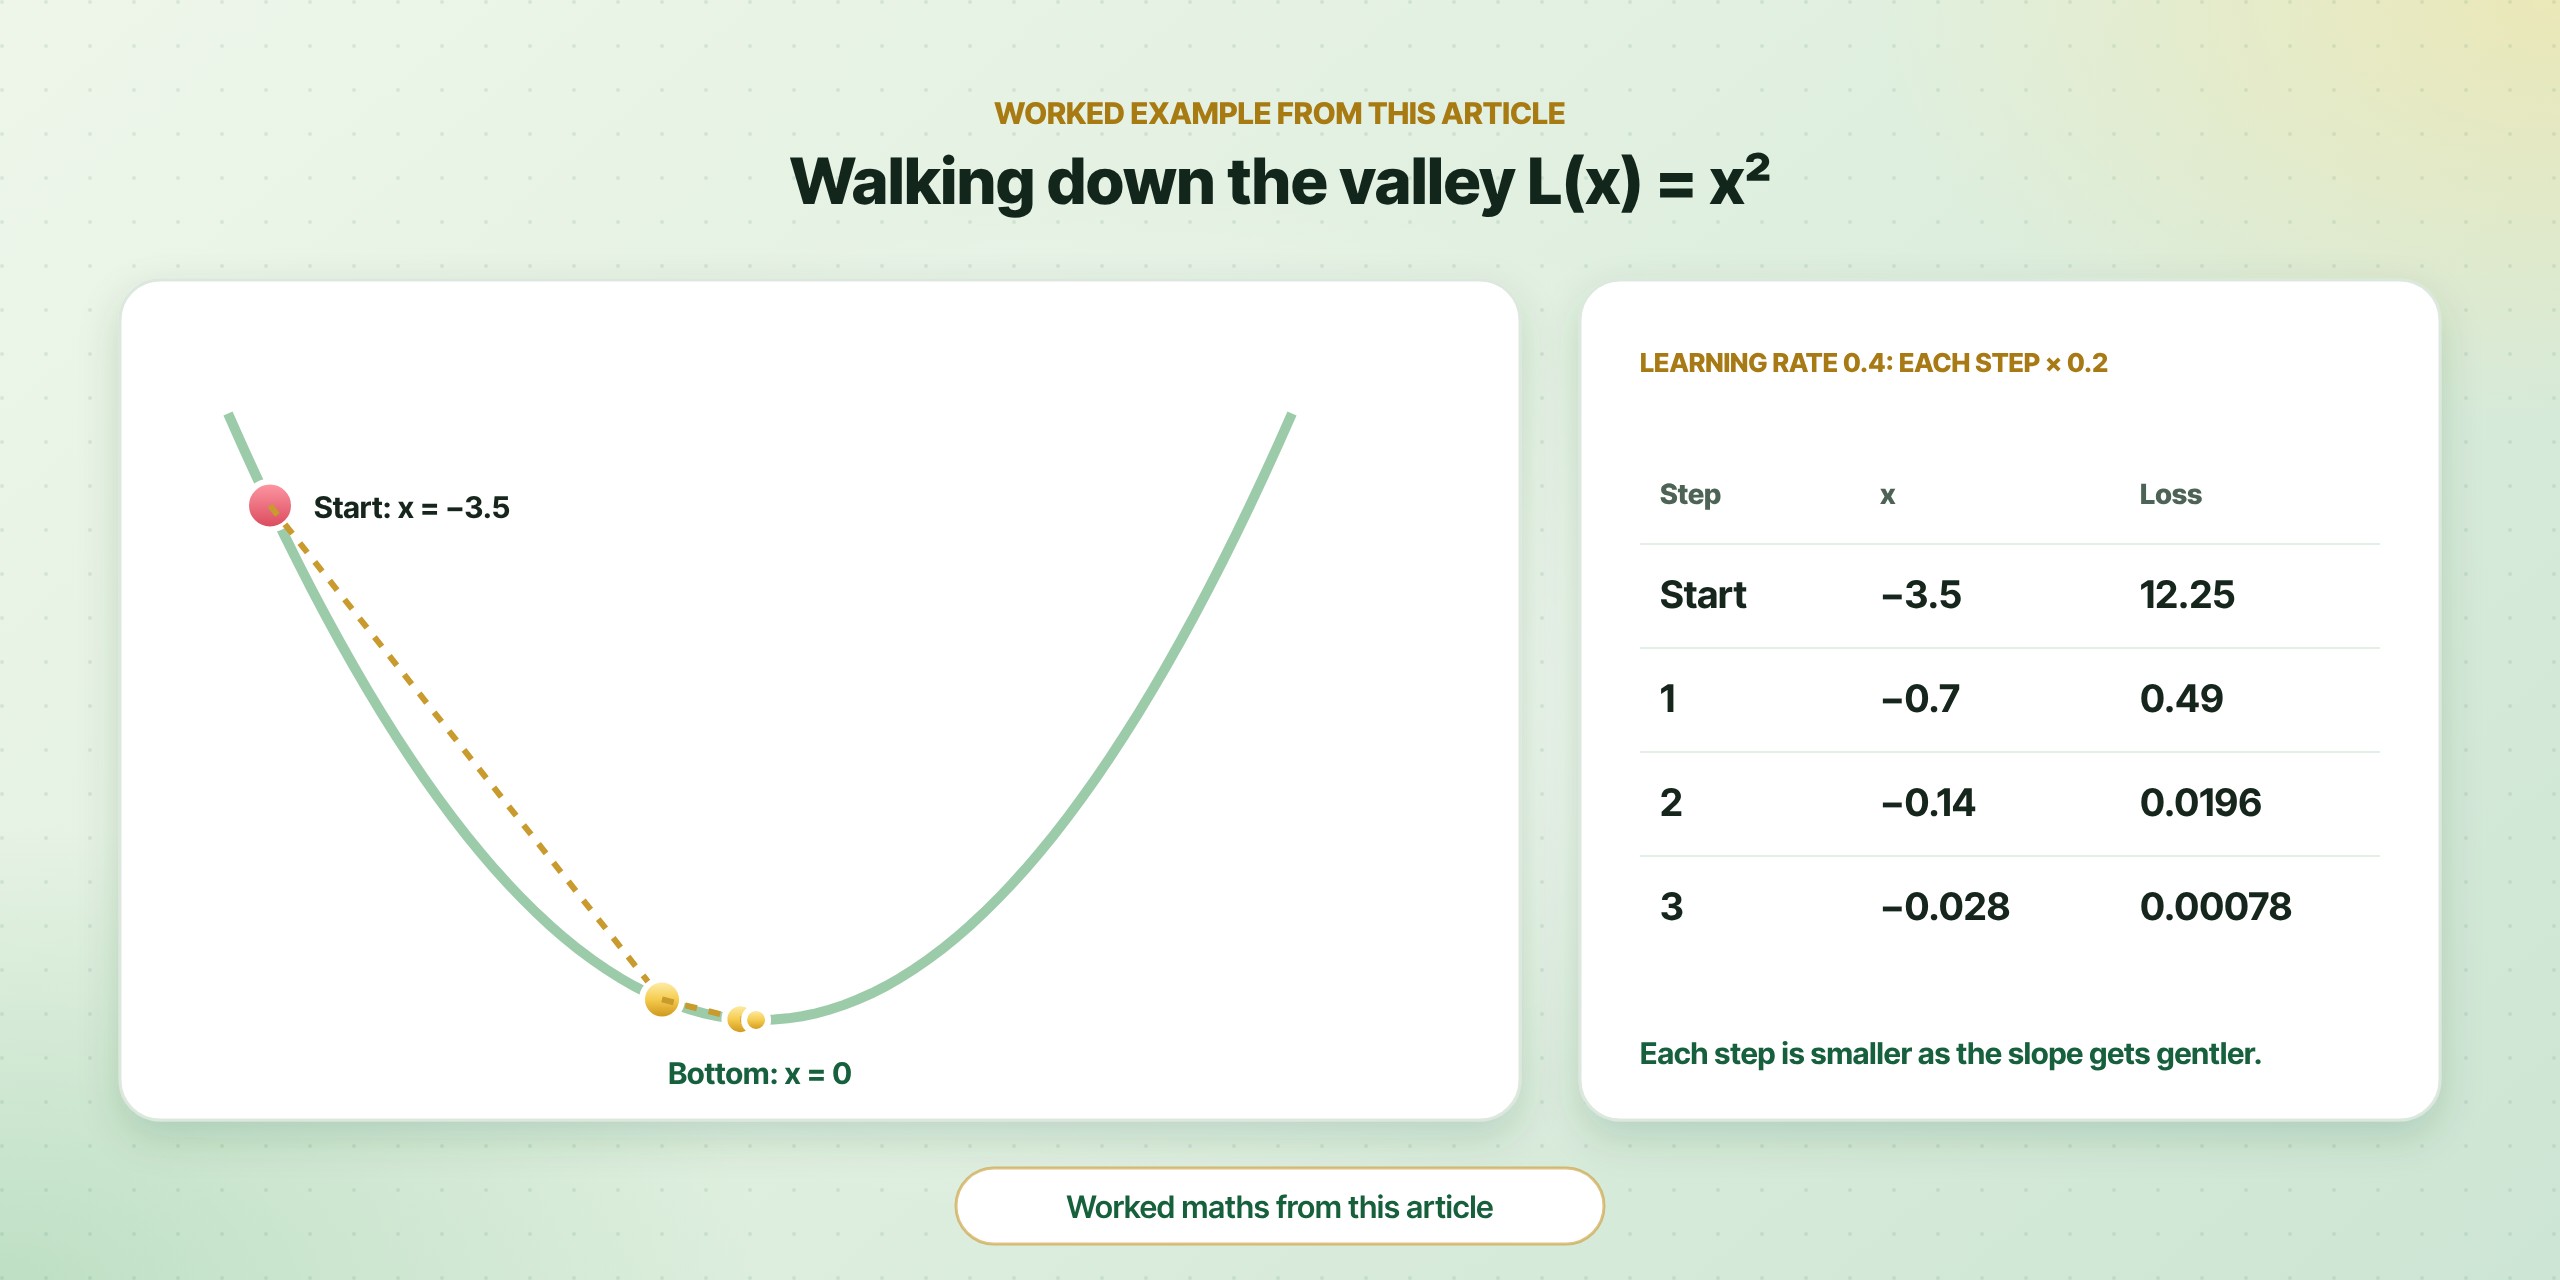 WORKED EXAMPLE FROM THIS ARTICLE
Walking down the valley L(x) = x²
Start: x = −3.5
Bottom: x = 0
LEARNING RATE 0.4: EACH STEP × 0.2
Step x Loss
Start −3.5 12.25
1 −0.7 0.49
2 −0.14 0.0196
3 −0.028 0.00078
Each step is smaller as the slope gets gentler.
Worked maths from this article